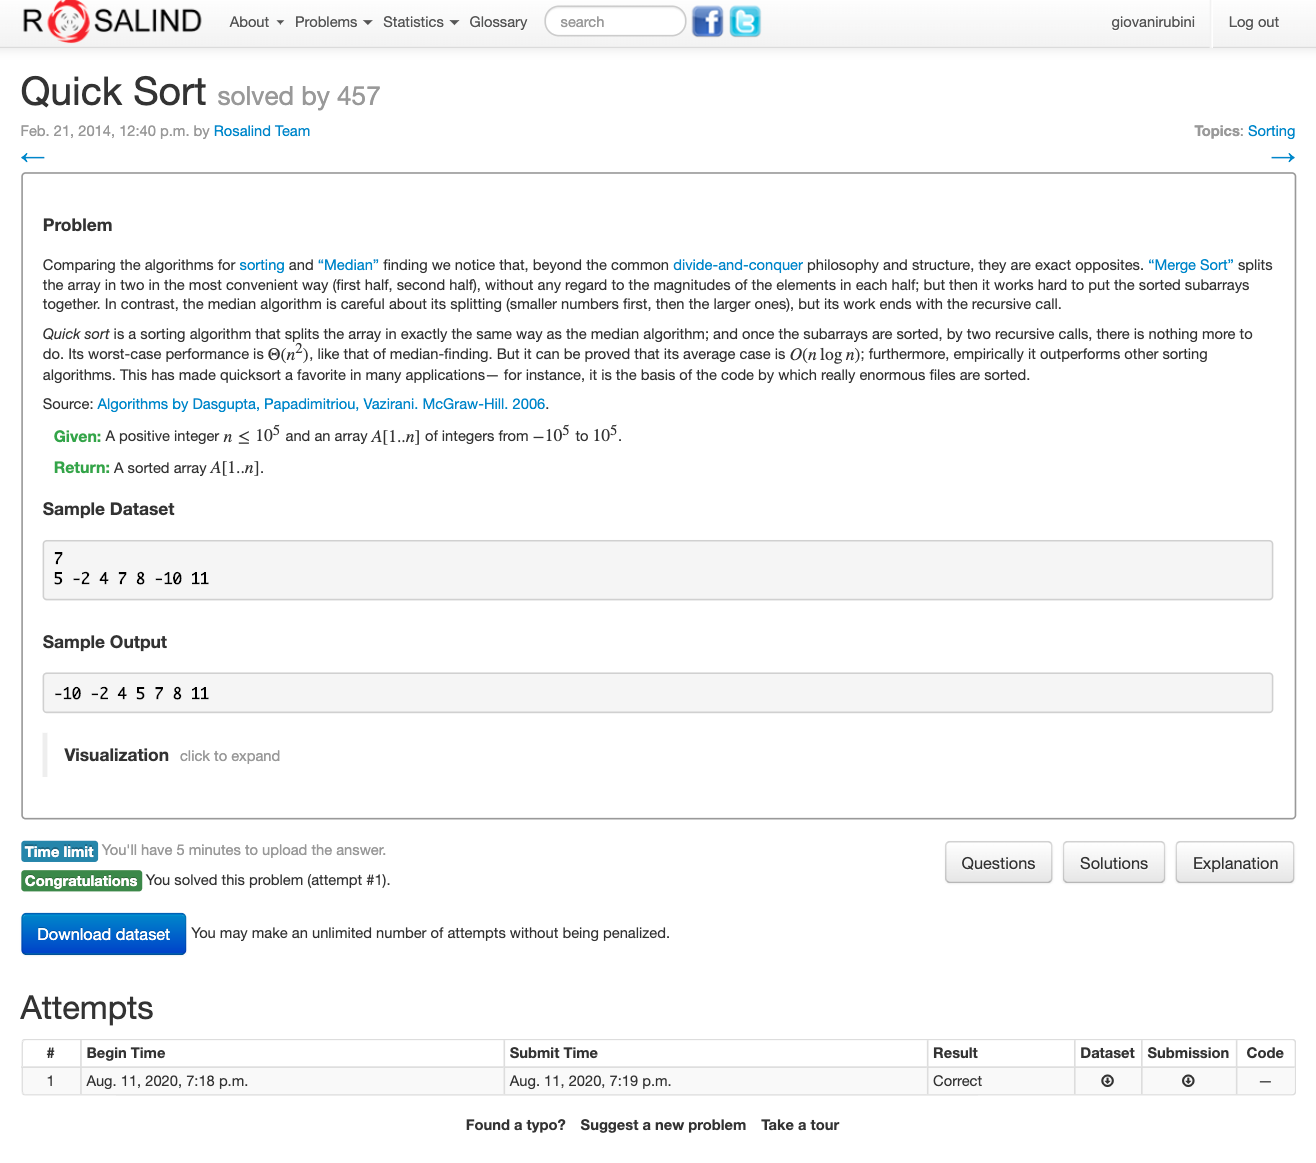 ROSALIND About Problems Statistics Glossary search giovanirubini Log out
Quick Sort solved by 457
Feb. 21, 2014, 12:40 p.m. by Rosalind Team Topics: Sorting
← →
Problem
Comparing the algorithms for sorting and “Median” finding we notice that, beyond the common divide-and-conquer philosophy and structure, they are exact opposites. “Merge Sort” splits
the array in two in the most convenient way (first half, second half), without any regard to the magnitudes of the elements in each half; but then it works hard to put the sorted subarrays
together. In contrast, the median algorithm is careful about its splitting (smaller numbers first, then the larger ones), but its work ends with the recursive call.
Quick sort is a sorting algorithm that splits the array in exactly the same way as the median algorithm; and once the subarrays are sorted, by two recursive calls, there is nothing more to
do. Its worst-case performance is Θ(n²), like that of median-finding. But it can be proved that its average case is O(n log n); furthermore, empirically it outperforms other sorting
algorithms. This has made quicksort a favorite in many applications— for instance, it is the basis of the code by which really enormous files are sorted.
Source: Algorithms by Dasgupta, Papadimitriou, Vazirani. McGraw-Hill. 2006.
Given: A positive integer n ≤ 10⁵ and an array A[1..n] of integers from −10⁵ to 10⁵.
Return: A sorted array A[1..n].
Sample Dataset
7
5 -2 4 7 8 -10 11
Sample Output
-10 -2 4 5 7 8 11
Visualization click to expand
Time limit You'll have 5 minutes to upload the answer.
Congratulations You solved this problem (attempt #1).
Questions Solutions Explanation
Download dataset You may make an unlimited number of attempts without being penalized.
Attempts
# Begin Time Submit Time Result Dataset Submission Code
1 Aug. 11, 2020, 7:18 p.m. Aug. 11, 2020, 7:19 p.m. Correct —
Found a typo? Suggest a new problem Take a tour